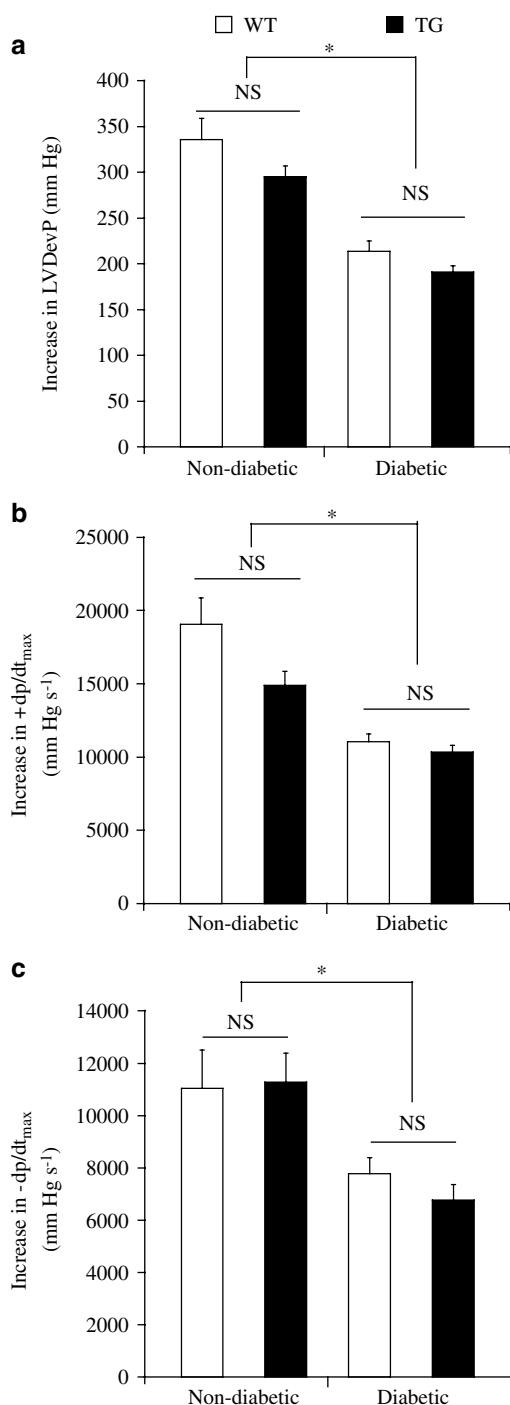 WT TG
a
*
NS
NS
Increase in LVDevP (mm Hg)
400
350
300
250
200
150
100
50
0
Non-diabetic Diabetic
b
*
NS
NS
Increase in +dp/dtmax
(mm Hg s-1)
25000
20000
15000
10000
5000
0
Non-diabetic Diabetic
c
*
NS
NS
Increase in -dp/dtmax
(mm Hg s-1)
14000
12000
10000
8000
6000
4000
2000
0
Non-diabetic Diabetic